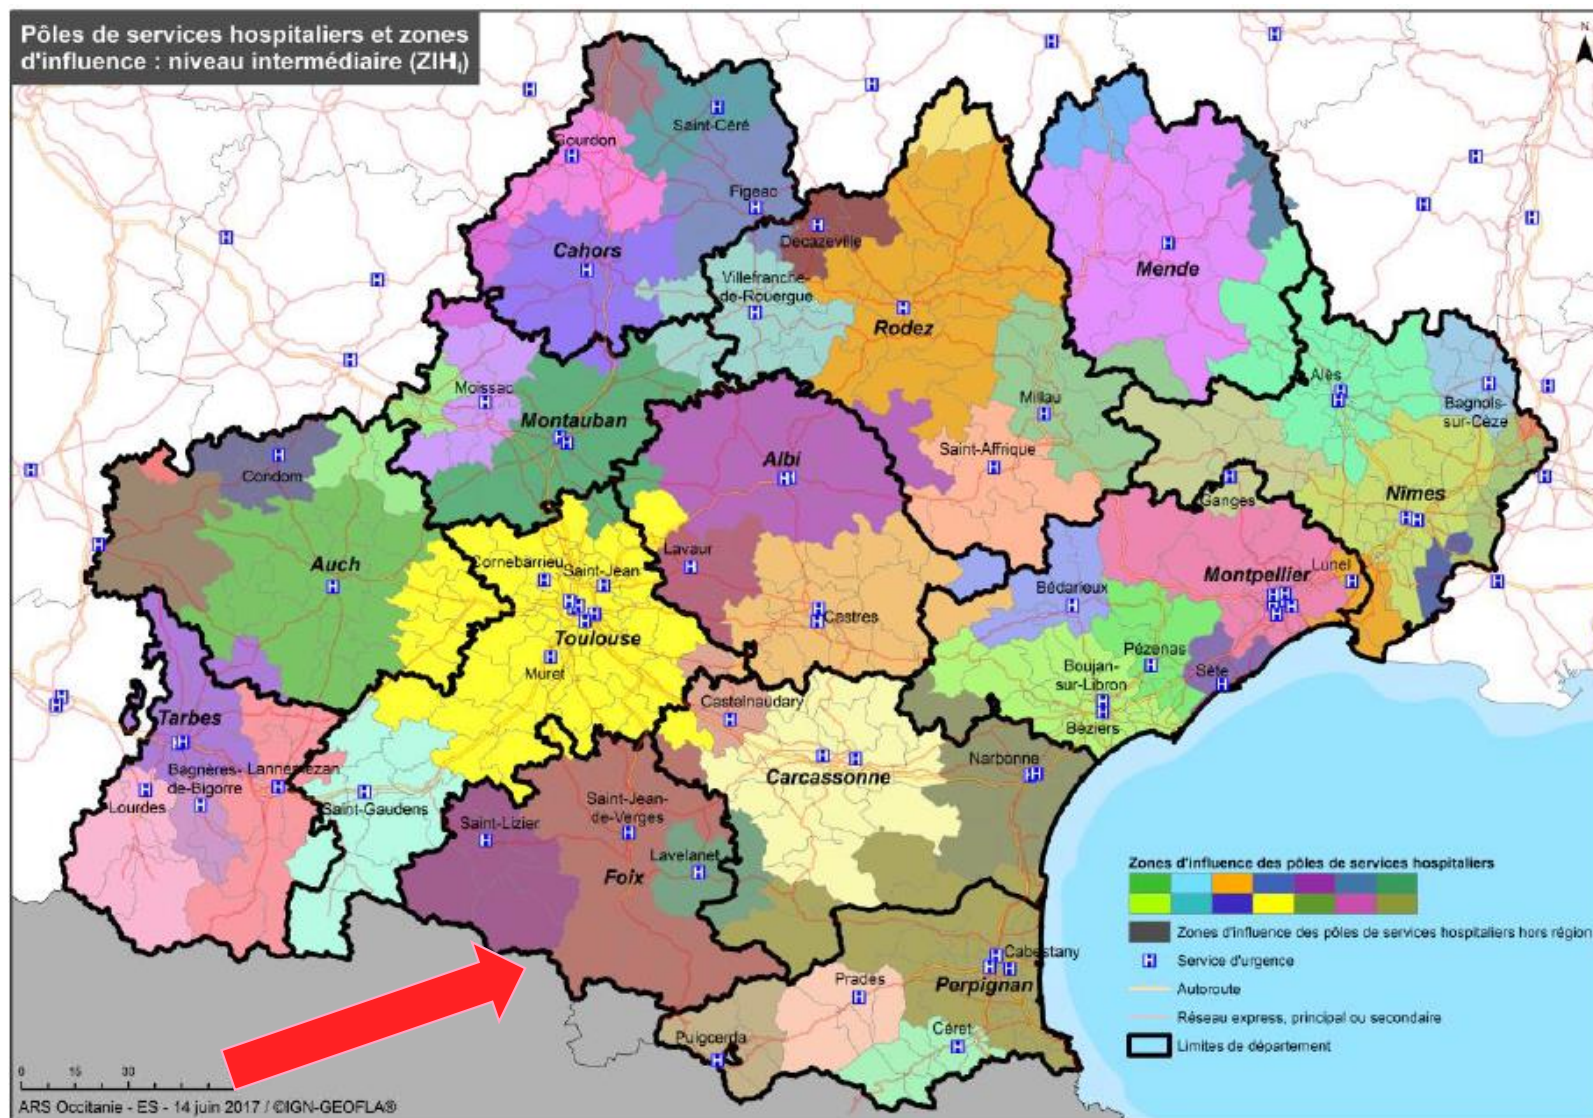 Pôles de services hospitaliers et zones
d'influence : niveau intermédiaire (ZIHi)
N
Saint-Céré
Gourdon
Figeac
Decazeville
Cahors
Mende
Villefranche-
de-Rouergue
Rodez
Alès
Moissac
Millau
Bagnols-
sur-Cèze
Montauban
Saint-Affrique
Albi
Condom
Ganges
Nîmes
Lavaur
Auch
Cornebarrieu
Saint-Jean
Montpellier
Lunel
Bédarieux
Castres
Toulouse
Muret
Pézenas
Boujan-
sur-Libron
Sète
Castelnaudary
Tarbes
Béziers
Narbonne
Bagnères-
de-Bigorre
Lannemezan
Carcassonne
Lourdes
Saint-Gaudens
Saint-Jean-
de-Verges
Saint-Lizier
Lavelanet
Foix
Cabestany
Perpignan
Prades
Céret
Puigcerda
Zones d'influence des pôles de services hospitaliers
Zones d'influence des pôles de services hospitaliers hors région
H Service d'urgence
Autoroute
Réseau express, principal ou secondaire
Limites de département
0 15 30
ARS Occitanie - ES - 14 juin 2017 / ©IGN-GEOFLA®